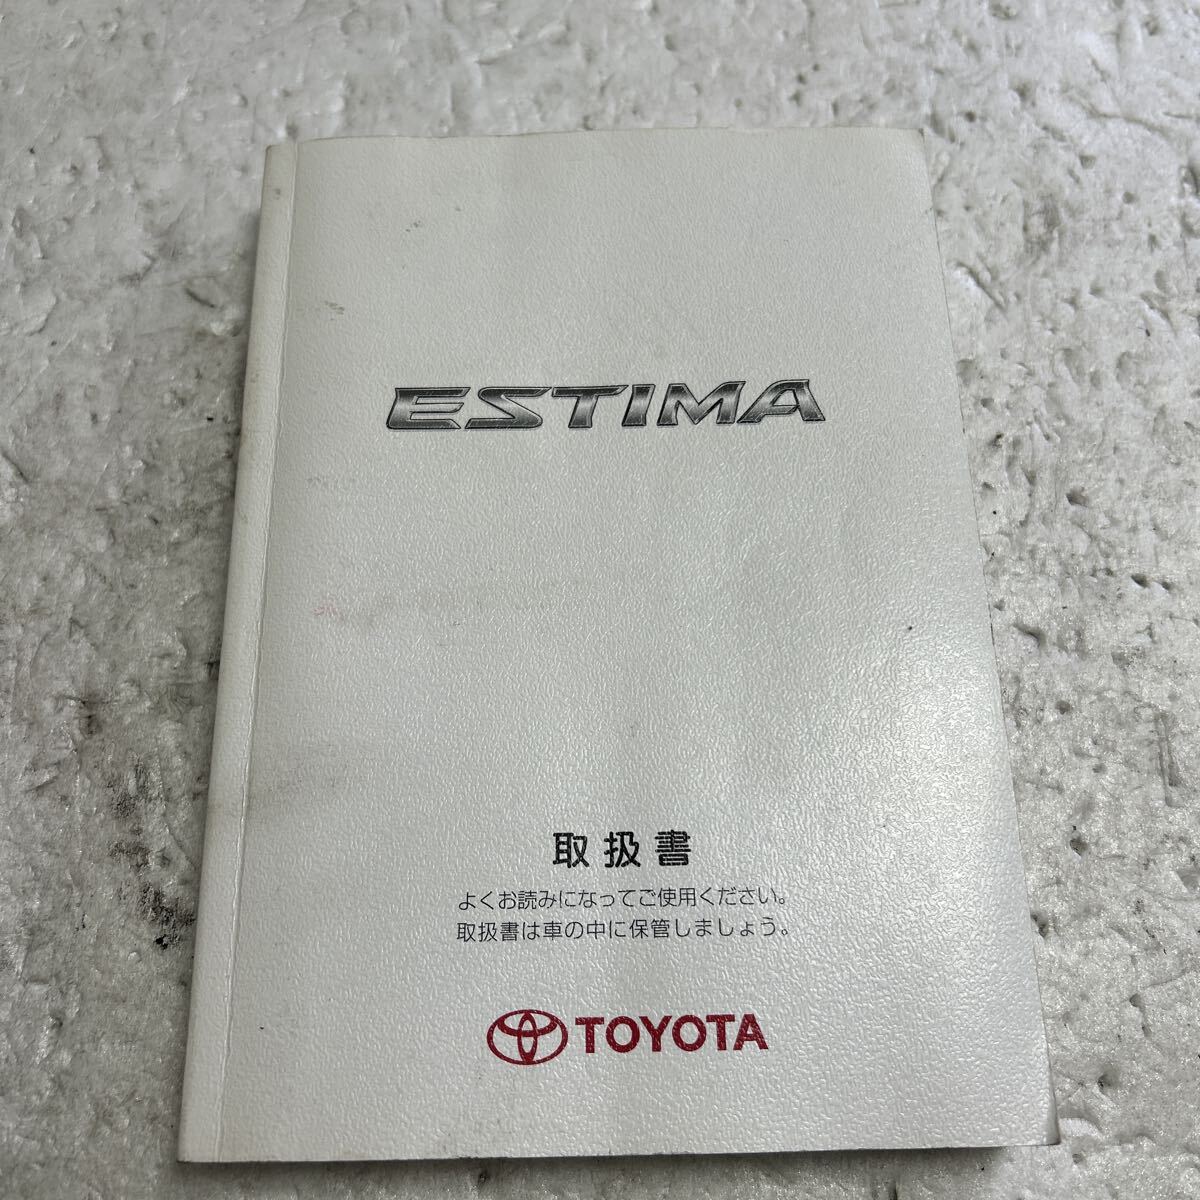 ESTIMA
取扱書
よくお読みになってご使用ください。
取扱書は車の中に保管しましょう。
TOYOTA